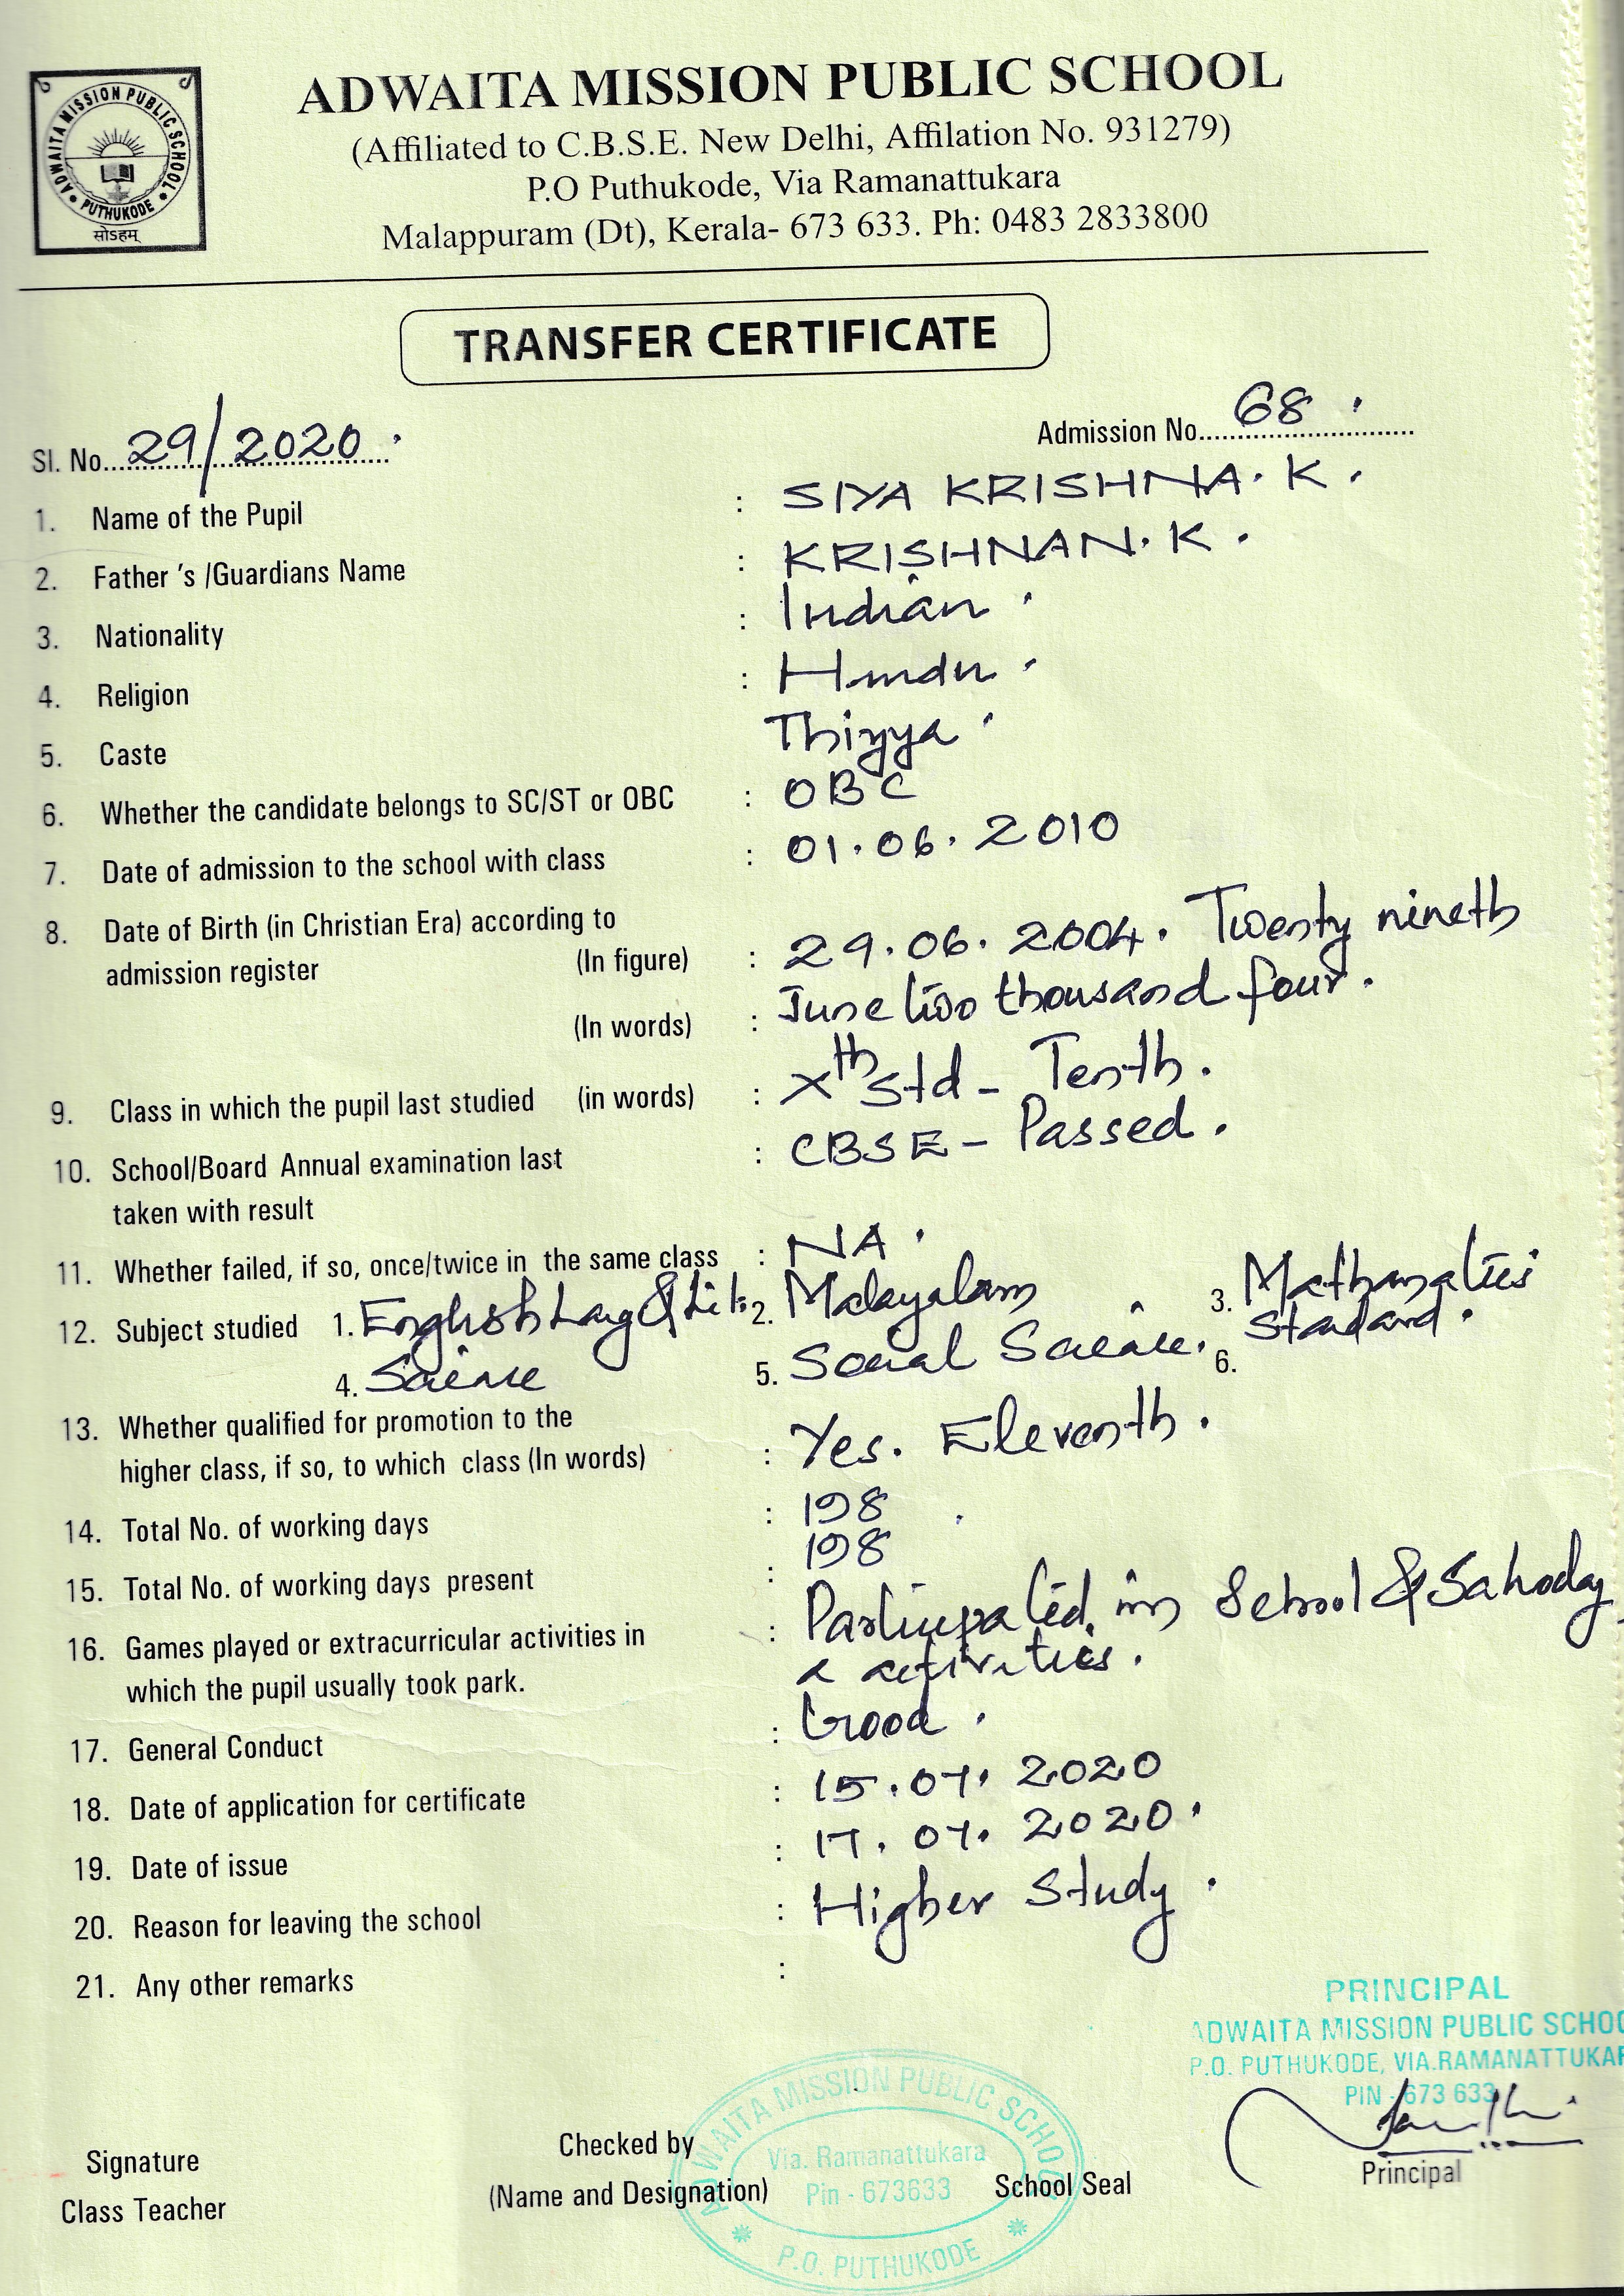 ADWAITA MISSION PUBLIC SCHOOL
(Affiliated to C.B.S.E. New Delhi, Affilation No. 931279)
P.O Puthukode, Via Ramanattukara
Malappuram (Dt), Kerala- 673 633. Ph: 0483 2833800
ADWAITA MISSION PUBLIC SCHOOL
PUTHUKODE
सोऽहम्
TRANSFER CERTIFICATE
Sl. No. 29/2020. Admission No. 68.
1. Name of the Pupil : SIYA KRISHNA. K.
2. Father 's /Guardians Name : KRISHNAN. K.
3. Nationality : Indian.
4. Religion : Hindu.
5. Caste Thiyya.
6. Whether the candidate belongs to SC/ST or OBC : OBC
7. Date of admission to the school with class : 01.06.2010
8. Date of Birth (in Christian Era) according to
admission register (In figure) : 29.06.2004. Twenty nineth
(In words) : June two thousand four.
9. Class in which the pupil last studied (in words) : Xth std - Tenth.
10. School/Board Annual examination last : CBSE - Passed.
taken with result
11. Whether failed, if so, once/twice in the same class : NA.
12. Subject studied 1. English Lang & Lit. 2. Malayalam 3. Mathamatics
Standard.
4. Science 5. Social Science. 6.
13. Whether qualified for promotion to the
higher class, if so, to which class (In words) : Yes. Eleventh.
14. Total No. of working days : 198
15. Total No. of working days present : 198
16. Games played or extracurricular activities in : Participated in School & Sahoday
which the pupil usually took park. a activities.
17. General Conduct : Good.
18. Date of application for certificate : 15.07.2020
19. Date of issue : 17.07.2020.
20. Reason for leaving the school : Higher Study.
21. Any other remarks :
PRINCIPAL
ADWAITA MISSION PUBLIC SCHOO
P.O. PUTHUKODE, VIA.RAMANATTUKAR
PIN - 673 633
Signature
Class Teacher
Checked by
(Name and Designation)
School Seal
Principal
ADWAITA MISSION PUBLIC SCHOOL
Via. Ramanattukara
Pin - 673633
P.O. PUTHUKODE